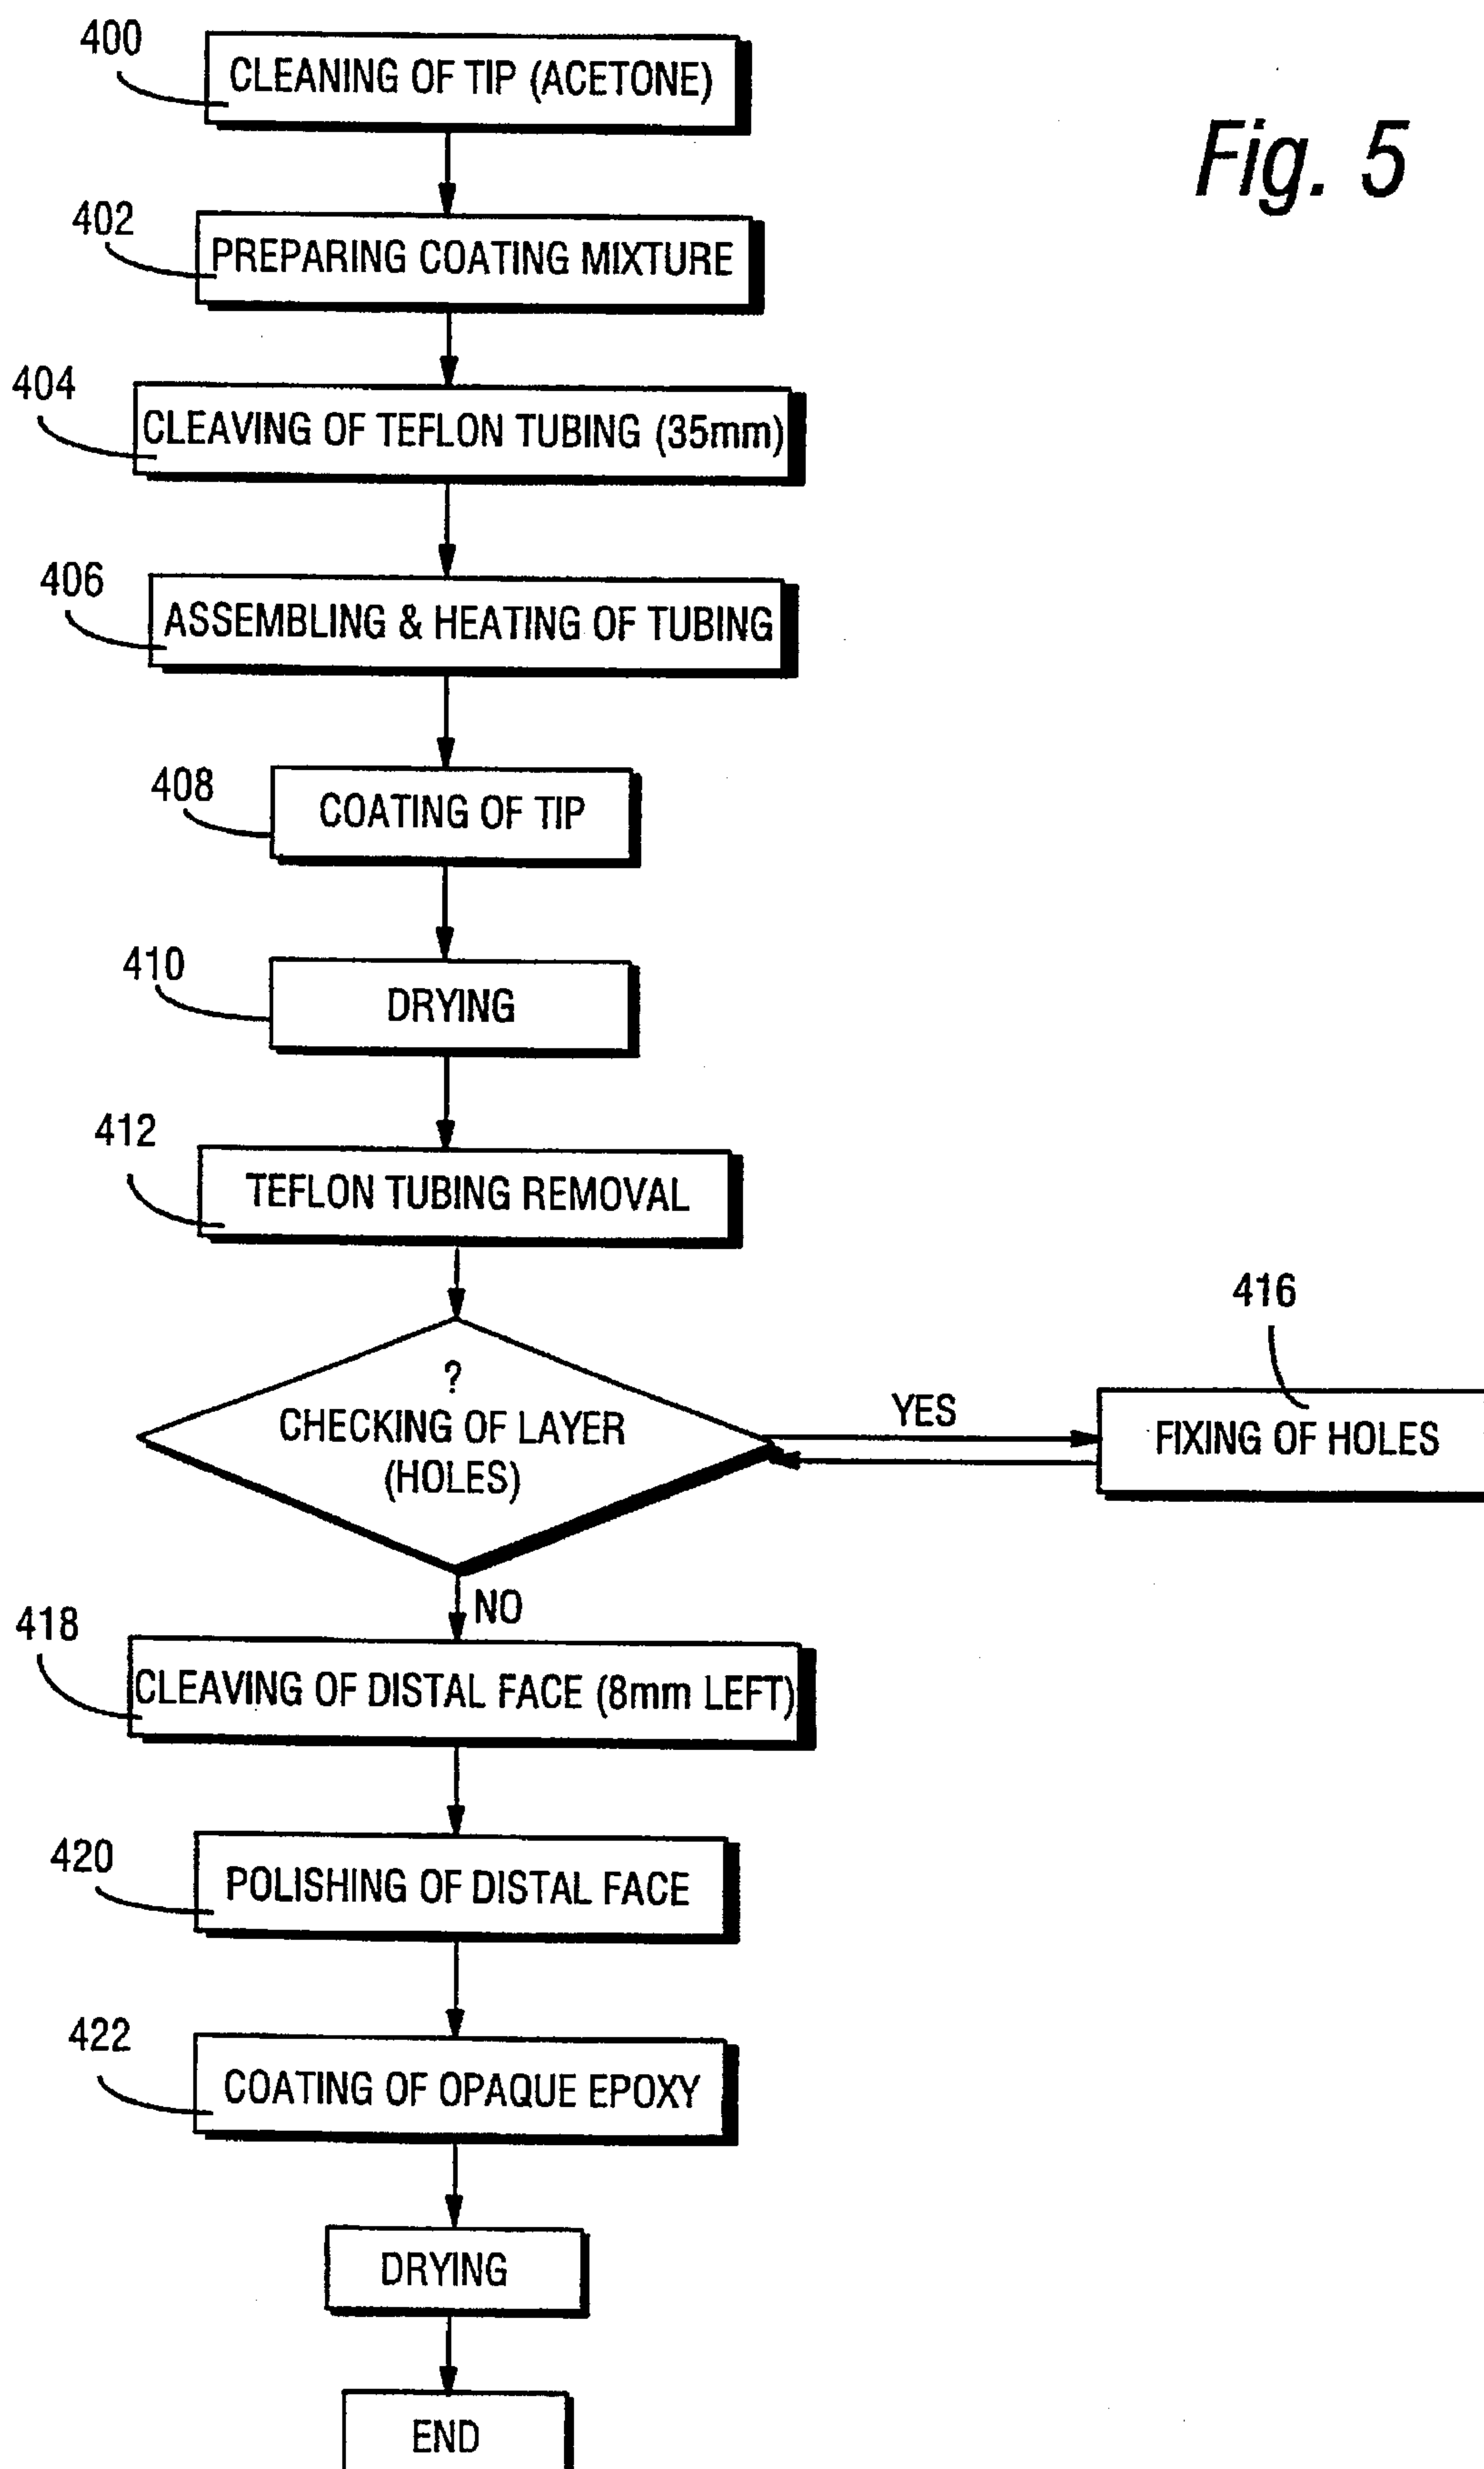 Fig. 5
400
CLEANING OF TIP (ACETONE)
402
PREPARING COATING MIXTURE
404
CLEAVING OF TEFLON TUBING (35mm)
406
ASSEMBLING & HEATING OF TUBING
408
COATING OF TIP
410
DRYING
412
TEFLON TUBING REMOVAL
?
CHECKING OF LAYER
(HOLES)
YES
416
FIXING OF HOLES
NO
418
CLEAVING OF DISTAL FACE (8mm LEFT)
420
POLISHING OF DISTAL FACE
422
COATING OF OPAQUE EPOXY
DRYING
END